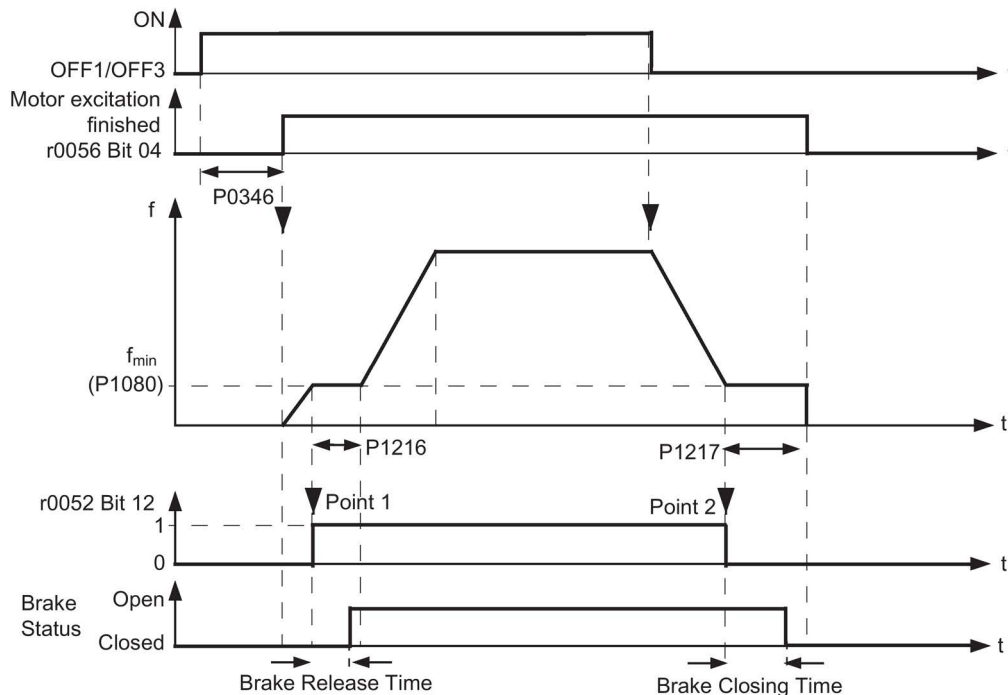 ON
OFF1/OFF3
Motor excitation
finished
r0056 Bit 04
P0346
f
fmin
(P1080)
t
P1216
P1217
r0052 Bit 12
Point 1
Point 2
1
0
t
Brake
Status
Open
Closed
t
Brake Release Time
Brake Closing Time